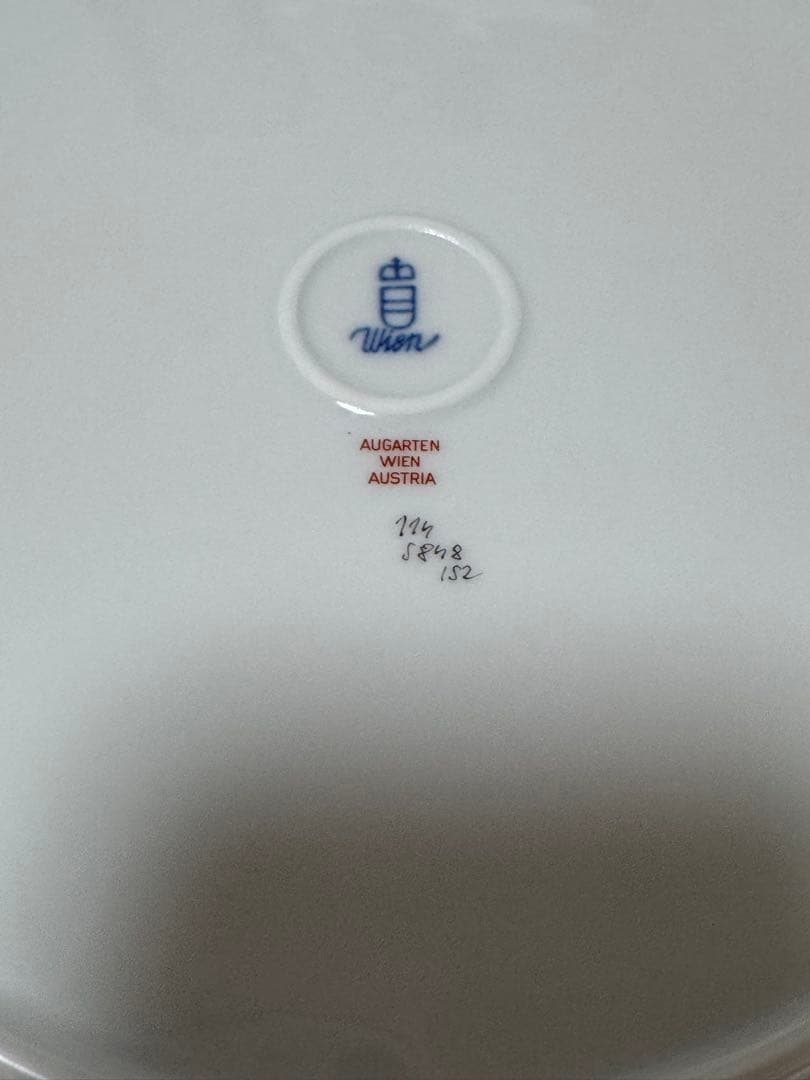 Wien
AUGARTEN
WIEN
AUSTRIA
114
5848
152